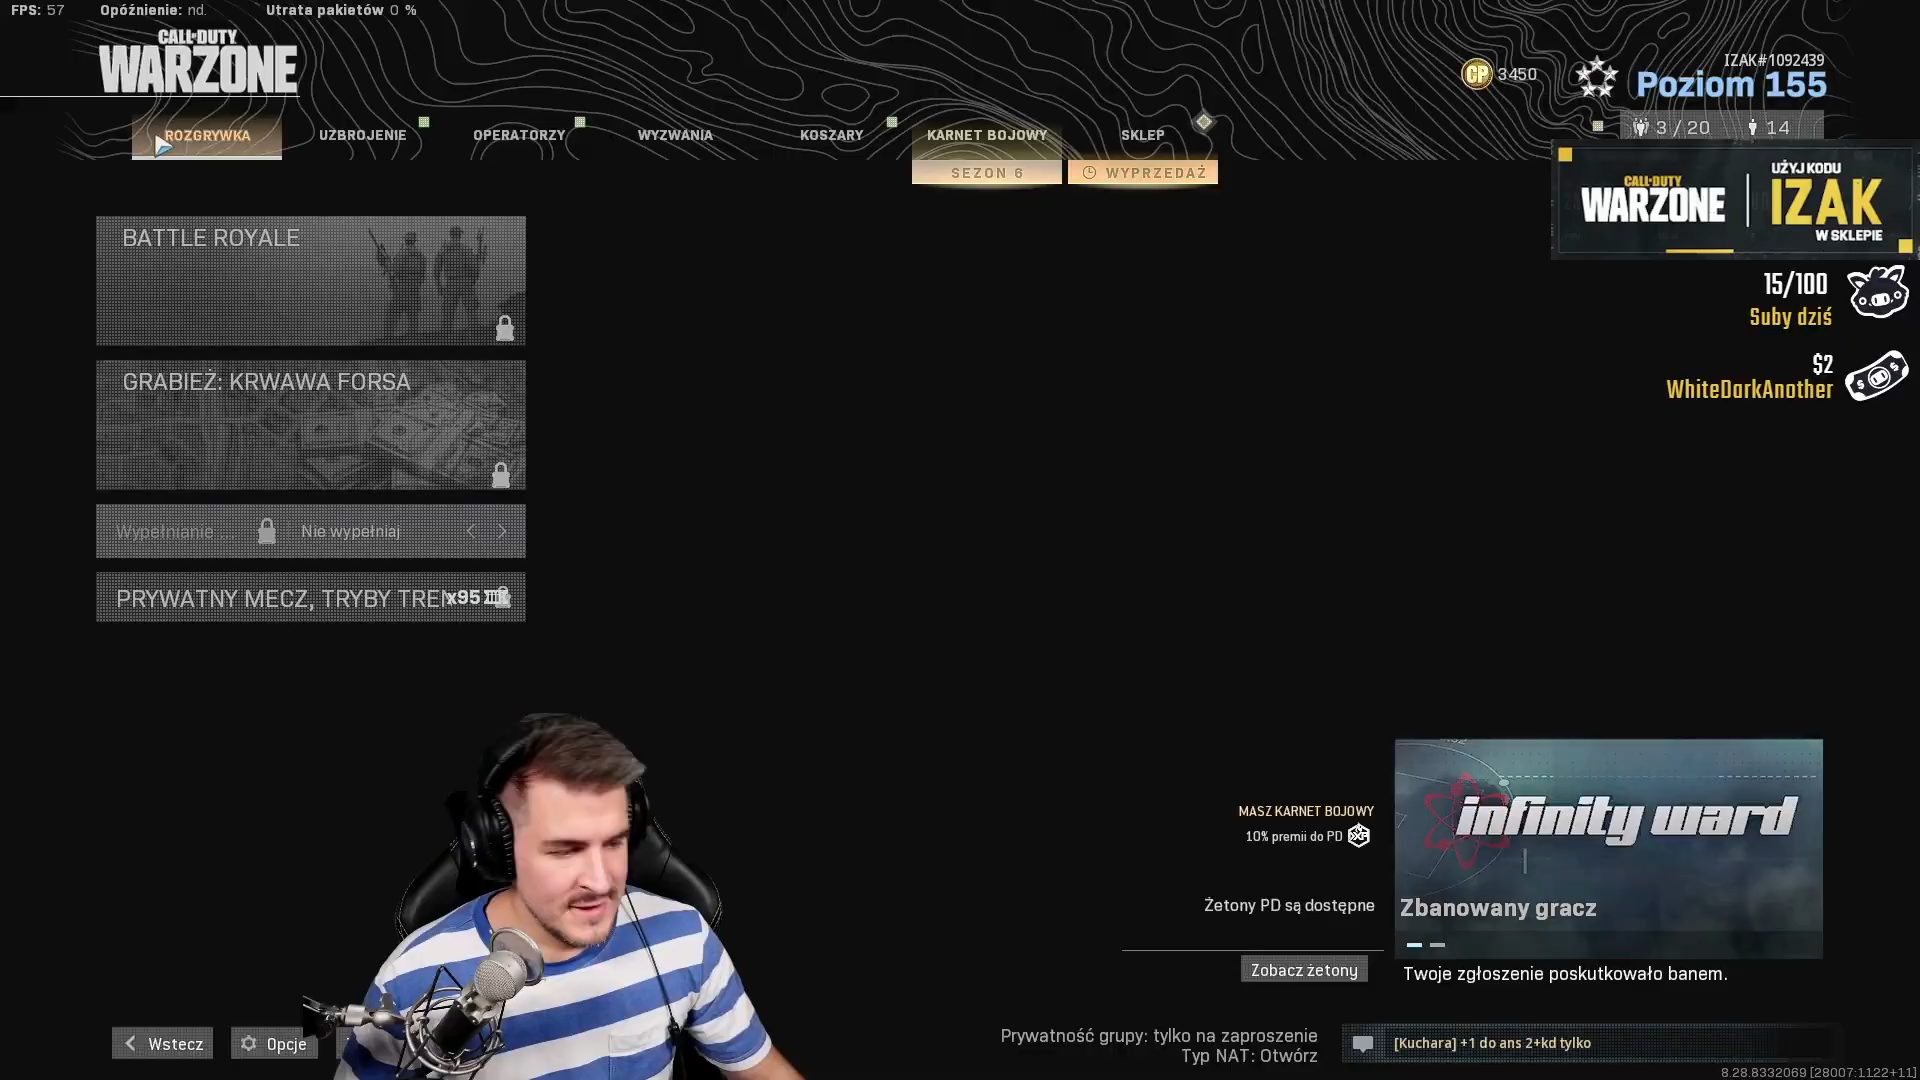 FPS: 57 Opóźnienie: nd. Utrata pakietów 0 %
CALL·DUTY
WARZONE
CP 3450
IZAK#1092439
Poziom 155
3 / 20 14
ROZGRYWKA UZBROJENIE OPERATORZY WYZWANIA KOSZARY KARNET BOJOWY SKLEP
SEZON 6 WYPRZEDAŻ
CALL·DUTY
WARZONE
UŻYJ KODU
IZAK
W SKLEPIE
BATTLE ROYALE
15/100
Suby dziś
$2
WhiteDarkAnother
GRABIEŻ: KRWAWA FORSA
Wypełnianie ... Nie wypełniaj
PRYWATNY MECZ, TRYBY TREN
x95
MASZ KARNET BOJOWY
10% premii do PD
Żetony PD są dostępne
Zobacz żetony
infinity ward
Zbanowany gracz
Twoje zgłoszenie poskutkowało banem.
Wstecz Opcje
Prywatność grupy: tylko na zaproszenie
Typ NAT: Otwórz
[Kuchara] +1 do ans 2+kd tylko
8.28.8332069 [28007:1122+11]